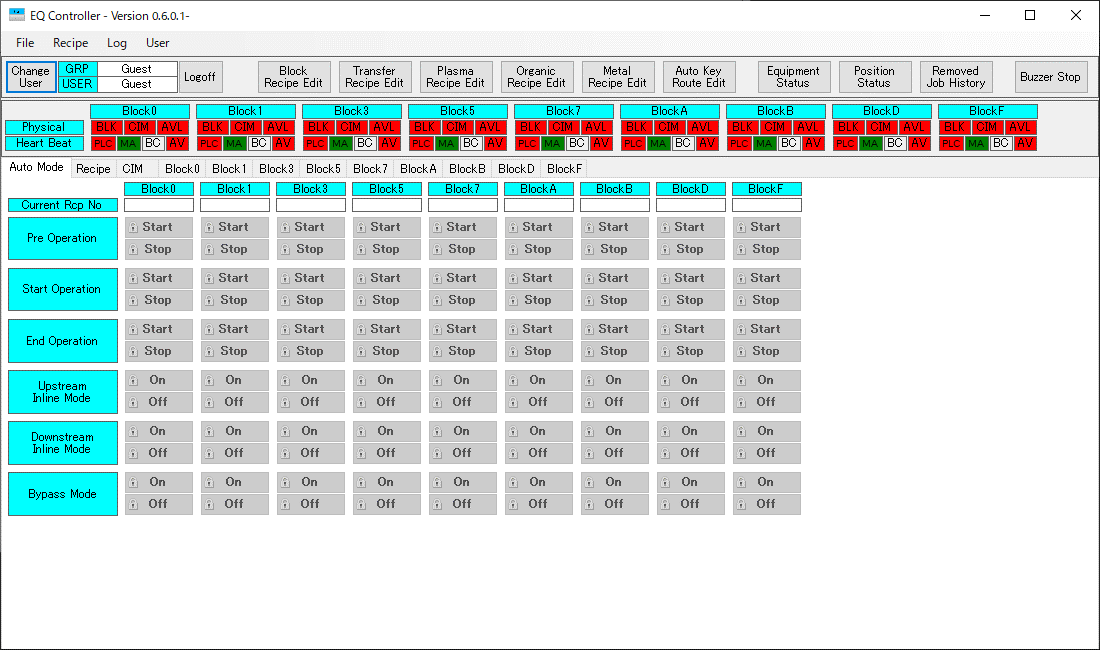 EQ Controller - Version 0.6.0.1-
File Recipe Log User
Change User GRP Guest USER Guest Logoff Block Recipe Edit Transfer Recipe Edit Plasma Recipe Edit Organic Recipe Edit Metal Recipe Edit Auto Key Route Edit Equipment Status Position Status Removed Job History Buzzer Stop
Block0 Block1 Block3 Block5 Block7 BlockA BlockB BlockD BlockF
Physical BLK CIM AVL BLK CIM AVL BLK CIM AVL BLK CIM AVL BLK CIM AVL BLK CIM AVL BLK CIM AVL BLK CIM AVL BLK CIM AVL
Heart Beat PLC MA BC AV PLC MA BC AV PLC MA BC AV PLC MA BC AV PLC MA BC AV PLC MA BC AV PLC MA BC AV PLC MA BC AV PLC MA BC AV
Auto Mode Recipe CIM Block0 Block1 Block3 Block5 Block7 BlockA BlockB BlockD BlockF
Block0 Block1 Block3 Block5 Block7 BlockA BlockB BlockD BlockF
Current Rcp No
Pre Operation
Start Start Start Start Start Start Start Start Start
Stop Stop Stop Stop Stop Stop Stop Stop Stop
Start Operation
Start Start Start Start Start Start Start Start Start
Stop Stop Stop Stop Stop Stop Stop Stop Stop
End Operation
Start Start Start Start Start Start Start Start Start
Stop Stop Stop Stop Stop Stop Stop Stop Stop
Upstream
Inline Mode
On On On On On On On On On
Off Off Off Off Off Off Off Off Off
Downstream
Inline Mode
On On On On On On On On On
Off Off Off Off Off Off Off Off Off
Bypass Mode
On On On On On On On On On
Off Off Off Off Off Off Off Off Off